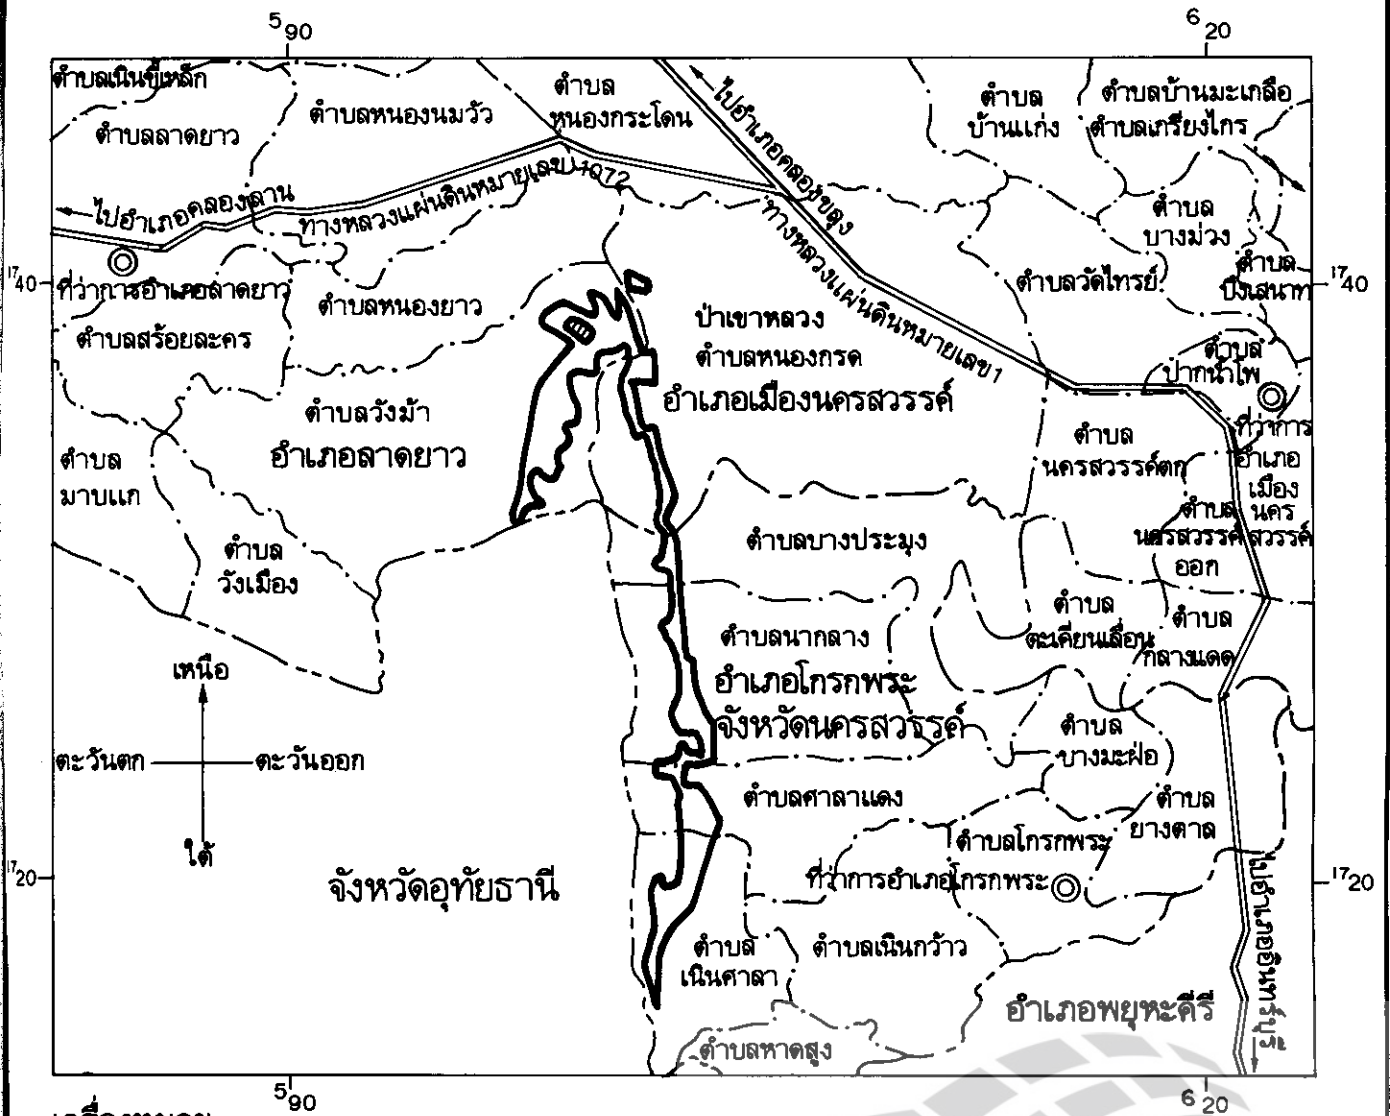 ⁵90
⁶20
ตำบลเนินขี้เหล็ก
ตำบลลาดยาว
ตำบลหนองนมวัว
ตำบล
หนองกระโดน
ไปอำเภอคลองขลุง
ตำบล
บ้านแก่ง
ตำบลบ้านมะเกลือ
ตำบลเกรียงไกร
ไปอำเภอคลองลาน
ทางหลวงแผ่นดินหมายเลข 1072
ทางหลวงแผ่นดินหมายเลข 1
ตำบล
บางม่วง
ตำบล
บึงเสนาท
¹⁷40
¹⁷40
ที่ว่าการอำเภอลาดยาว
ตำบลสร้อยละคร
ตำบลหนองยาว
ตำบลวัดไทรย์
ป่าเขาหลวง
ตำบลหนองกรด
อำเภอเมืองนครสวรรค์
ตำบล
ปากน้ำโพ
ที่ว่าการ
อำเภอ
เมือง
นคร
สวรรค์
ตำบลวังม้า
อำเภอลาดยาว
ตำบล
มาบแก
ตำบล
นครสวรรค์ตก
ตำบล
นครสวรรค์
ออก
ตำบล
วังเมือง
ตำบลบางประมุง
ตำบลนากลาง
อำเภอโกรกพระ
จังหวัดนครสวรรค์
ตำบล
ตะเคียนเลื่อน
ตำบล
กลางแดด
เหนือ
ตะวันตก
ตะวันออก
ใต้
ตำบล
บางมะฝ่อ
ตำบลศาลาแดง
ตำบล
ยางตาล
ตำบลโกรกพระ
ที่ว่าการอำเภอโกรกพระ
¹⁷20
¹⁷20
จังหวัดอุทัยธานี
ตำบล
เนินศาลา
ตำบลเนินกว้าว
ไปอำเภออินทร์บุรี
อำเภอพยุหะคีรี
ตำบลหาดสูง
⁵90
⁶20
เครื่องหมาย